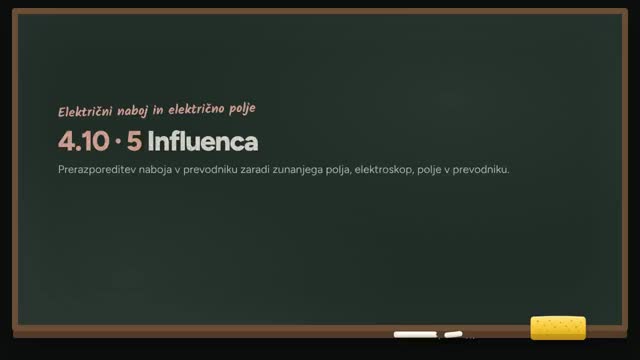 Električni naboj in električno polje
4.10 · 5 Influenca
Prerazporeditev naboja v prevodniku zaradi zunanjega polja, elektroskop, polje v prevodniku.